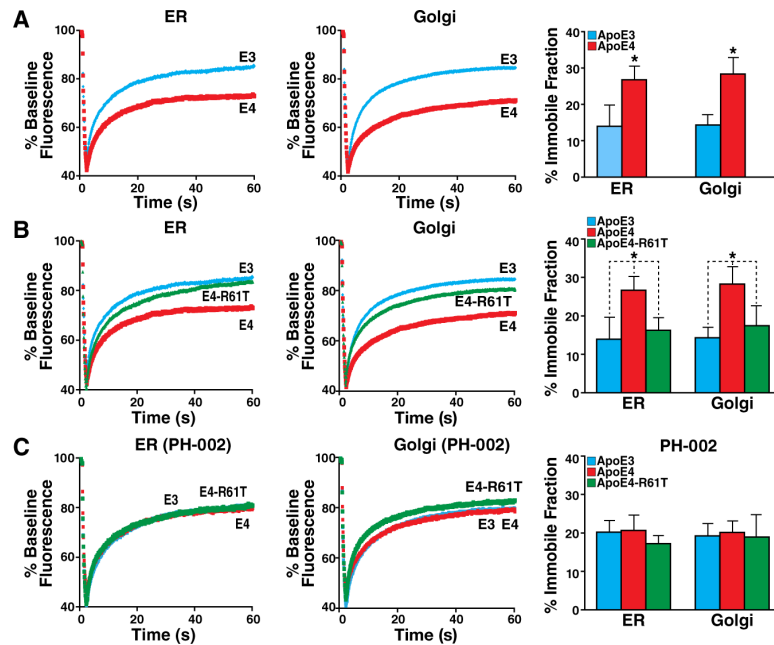 A
ER
% Baseline
Fluorescence
100
80
60
40
E3
E4
0
20
40
60
Time (s)
Golgi
% Baseline
Fluorescence
100
80
60
40
E3
E4
0
20
40
60
Time (s)
ApoE3
ApoE4
% Immobile Fraction
40
30
20
10
0
*
*
ER
Golgi
B
ER
% Baseline
Fluorescence
100
80
60
40
E3
E4-R61T
E4
0
20
40
60
Time (s)
Golgi
% Baseline
Fluorescence
100
80
60
40
E3
E4-R61T
E4
0
20
40
60
Time (s)
ApoE3
ApoE4
ApoE4-R61T
% Immobile Fraction
40
30
20
10
0
*
*
ER
Golgi
C
ER (PH-002)
% Baseline
Fluorescence
100
80
60
40
E3
E4-R61T
E4
0
20
40
60
Time (s)
Golgi (PH-002)
% Baseline
Fluorescence
100
80
60
40
E4-R61T
E3 E4
0
20
40
60
Time (s)
PH-002
ApoE3
ApoE4
ApoE4-R61T
% Immobile Fraction
40
30
20
10
0
ER
Golgi